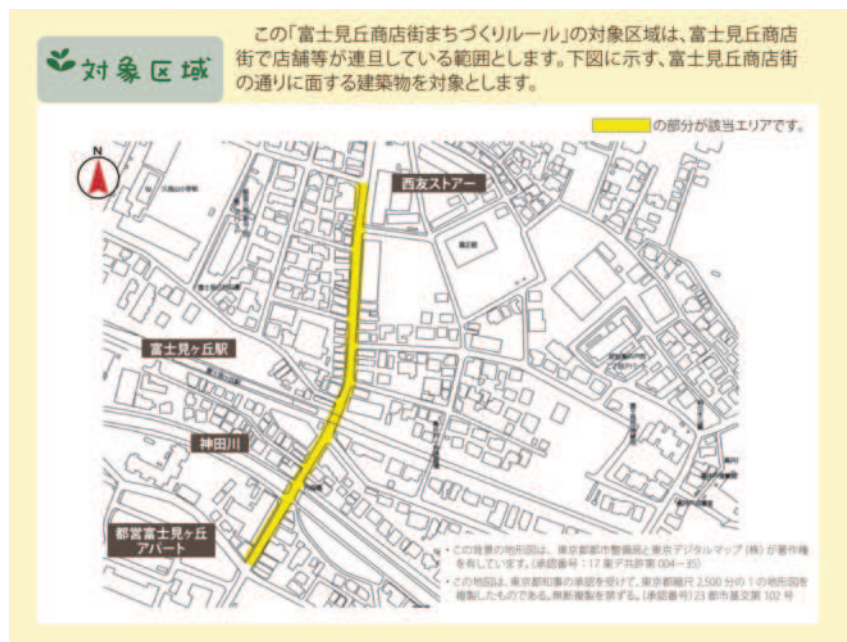 対象区域
この「富士見丘商店街まちづくりルール」の対象区域は、富士見丘商店
街で店舗等が連旦している範囲とします。下図に示す、富士見丘商店街
の通りに面する建築物を対象とします。
の部分が該当エリアです。
N
西友ストアー
富士見ヶ丘駅
神田川
都営富士見ヶ丘
アパート
・この背景の地形図は、東京都都市整備局と東京デジタルマップ(株)が著作権
を有しています。(承認番号:17東デ共許第004-35)
・この地図は、東京都知事の承認を受けて、東京都縮尺2,500分の1の地形図を
複製したものである。無断複製を禁ずる。(承認番号)23都市基交第102号